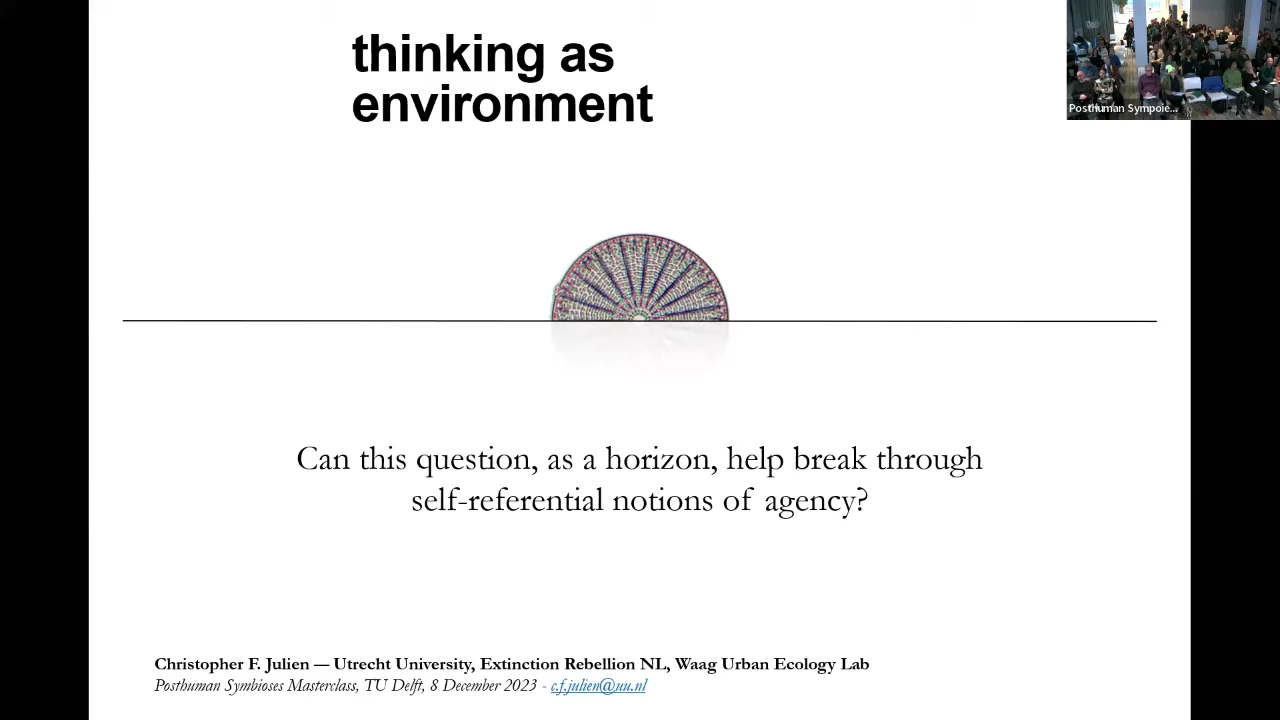 thinking as
environment
Posthuman Sympoie...
Can this question, as a horizon, help break through
self-referential notions of agency?
Christopher F. Julien — Utrecht University, Extinction Rebellion NL, Waag Urban Ecology Lab
Posthuman Symbioses Masterclass, TU Delft, 8 December 2023 - c.f.julien@uu.nl